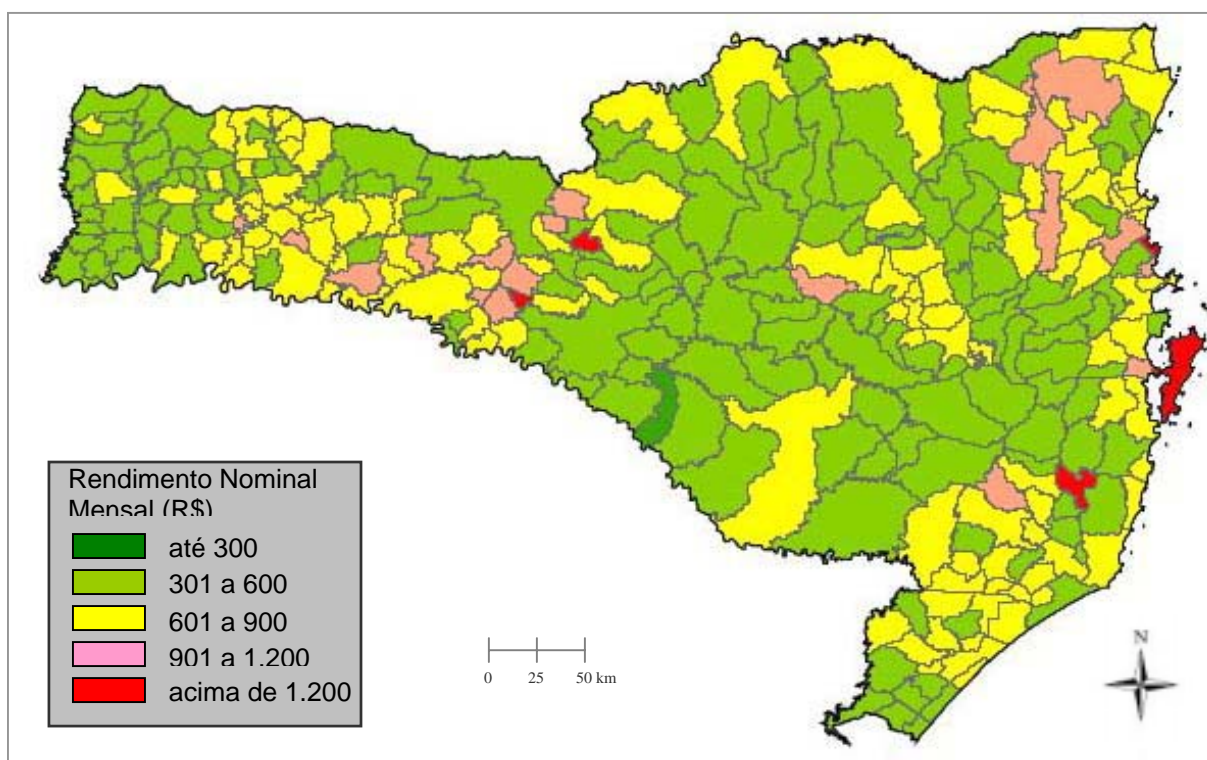 Rendimento Nominal
Mensal (R$)
até 300
301 a 600
601 a 900
901 a 1.200
acima de 1.200
0 25 50 km
N